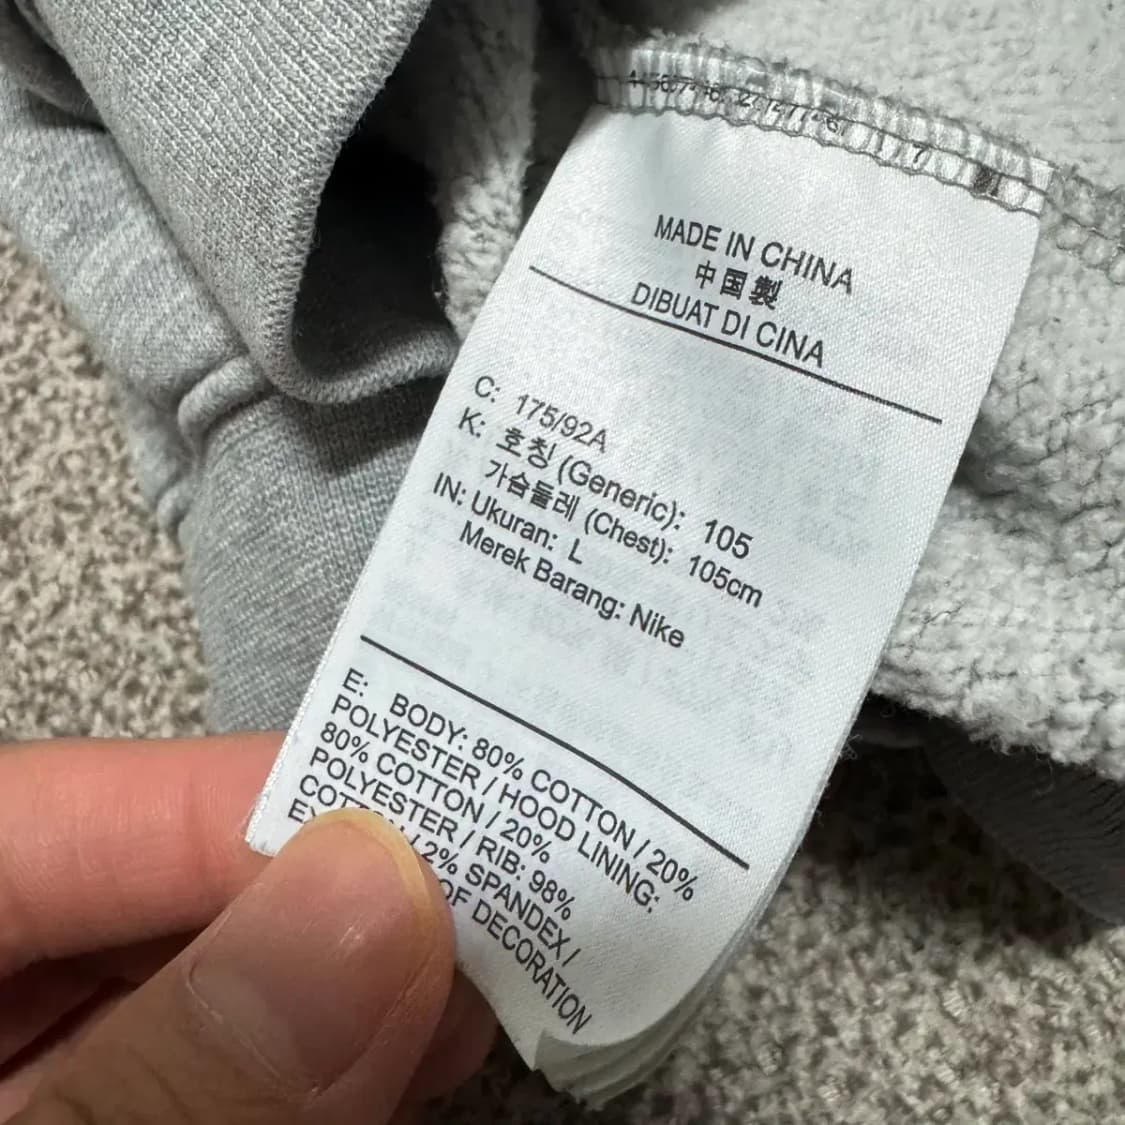 MADE IN CHINA
中国製
DIBUAT DI CINA
C: 175/92A
K: 호칭 (Generic): 105
가슴둘레 (Chest): 105cm
IN: Ukuran: L
Merek Barang: Nike
E: BODY: 80% COTTON / 20%
POLYESTER / HOOD LINING:
80% COTTON / 20%
POLYESTER / RIB: 98%
/ 2% SPANDEX /
OF DECORATION